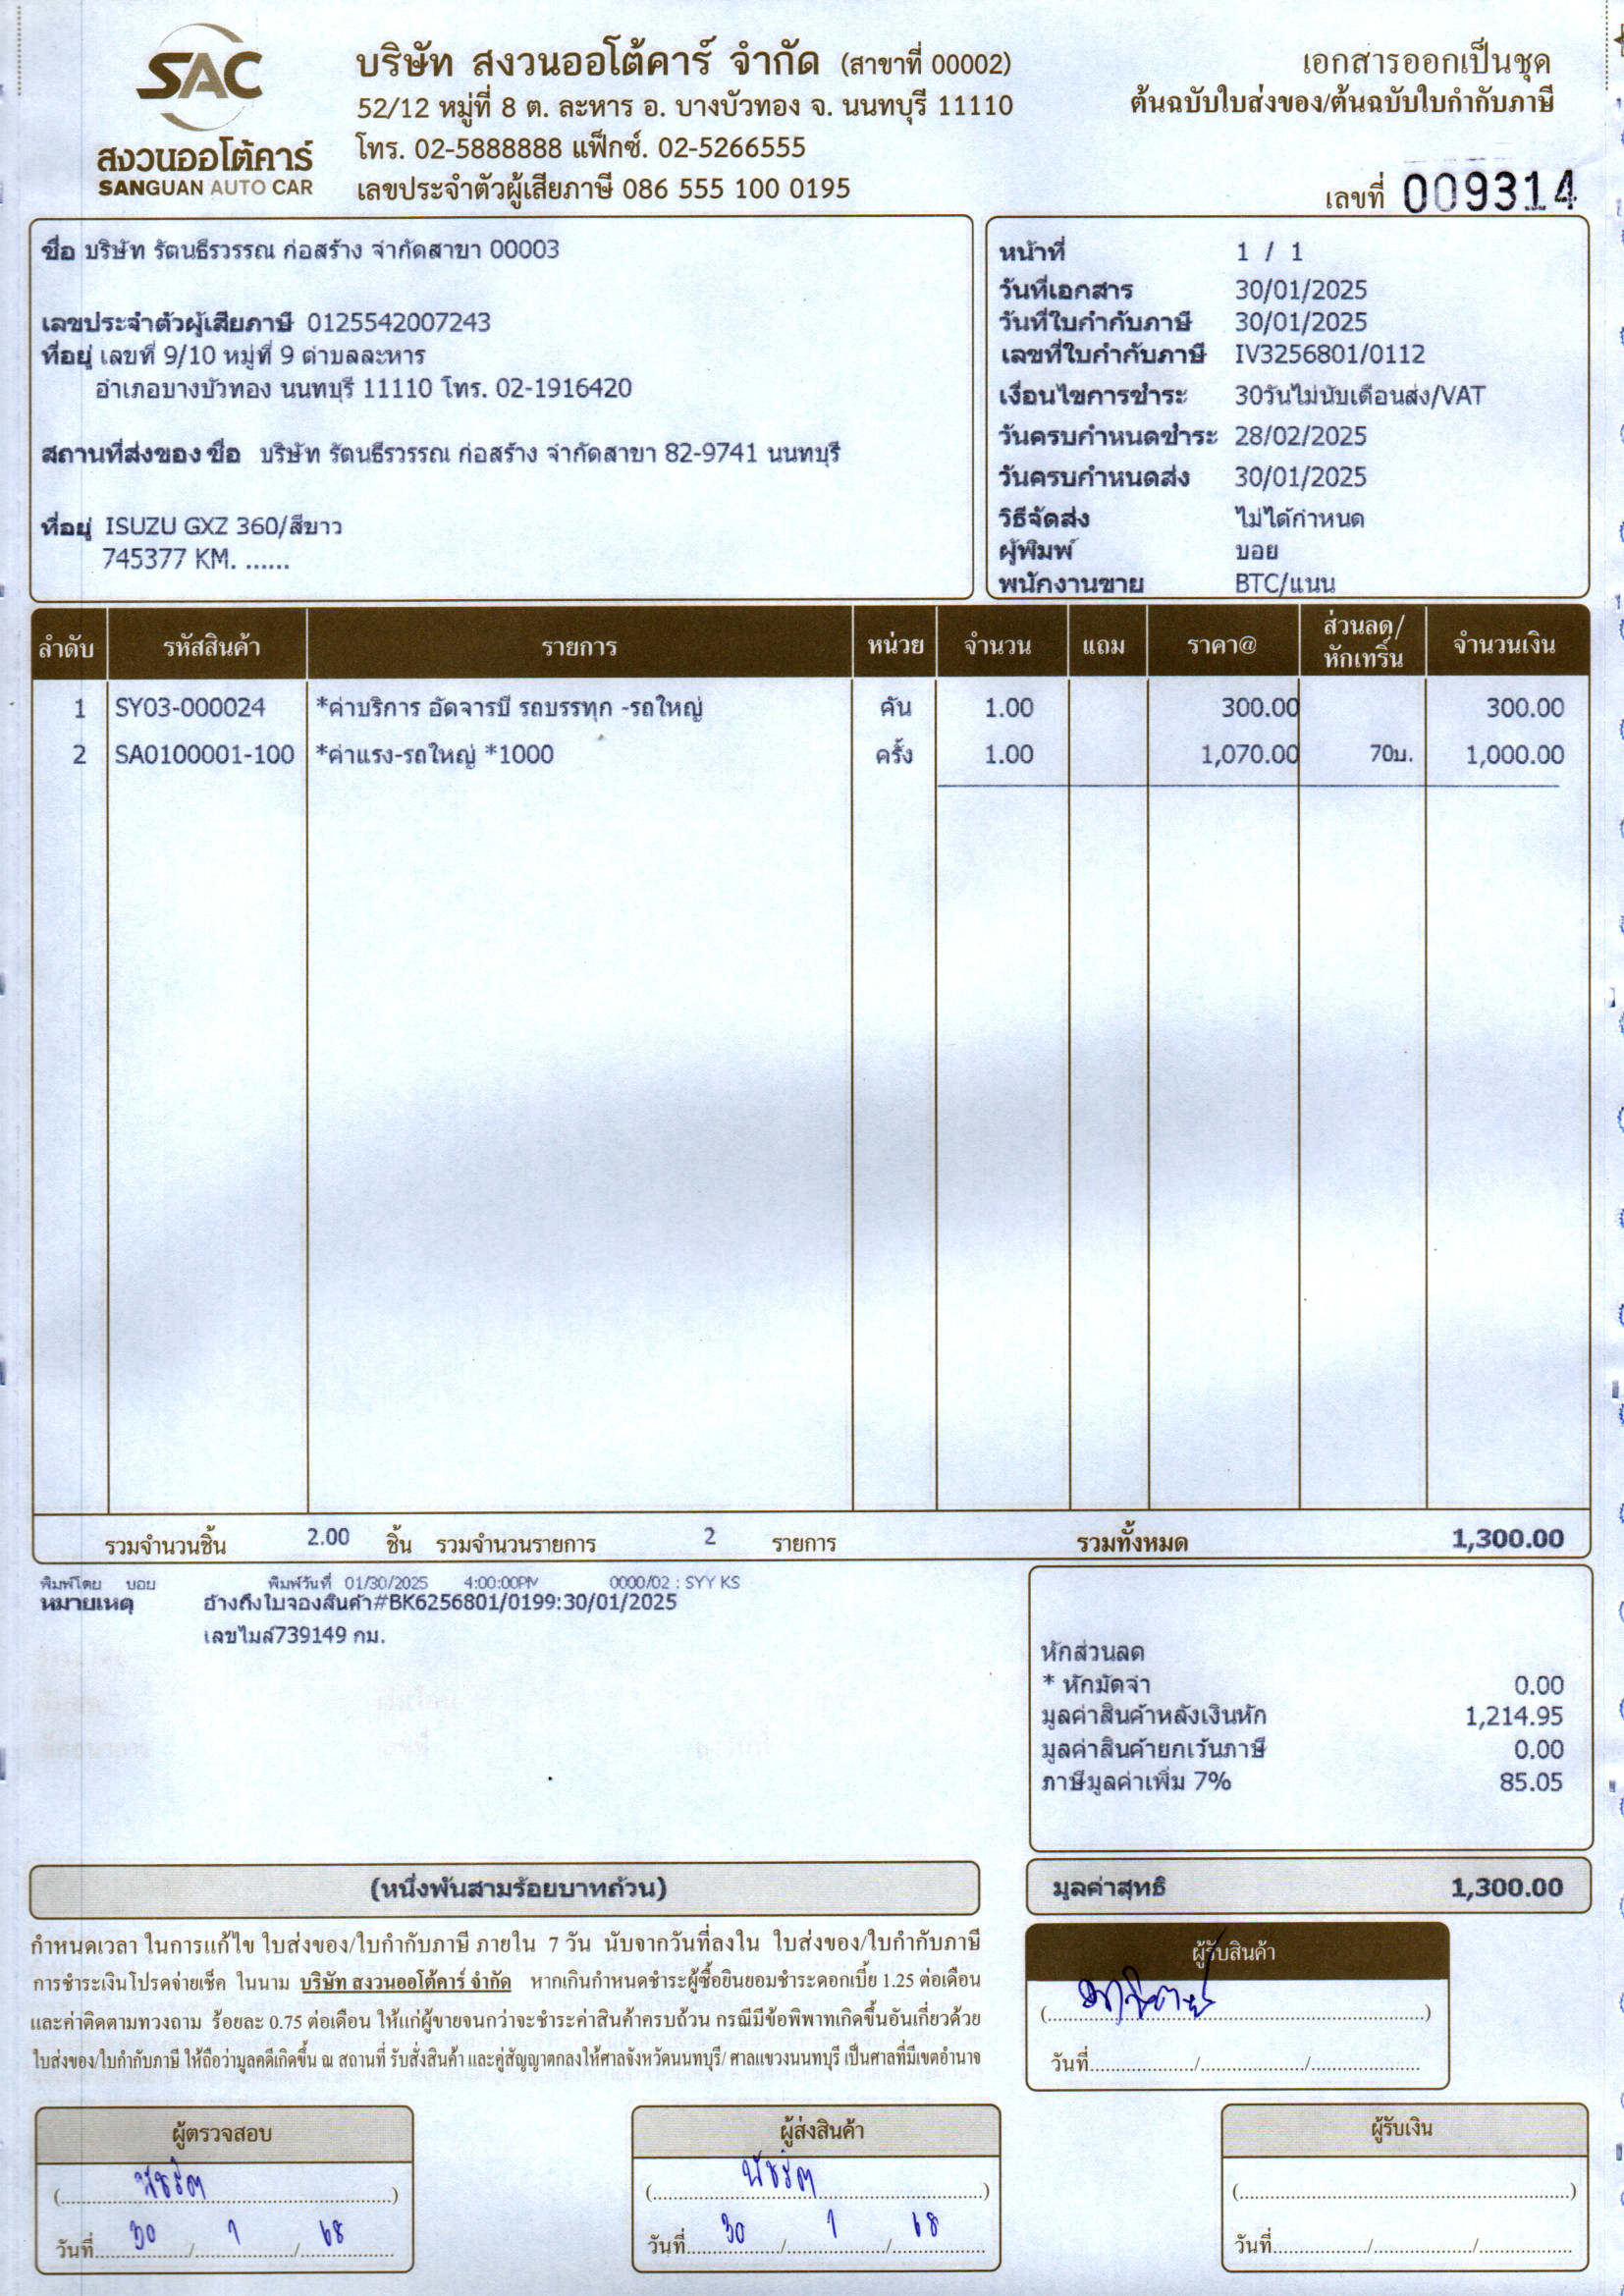 SAC
สงวนออโต้คาร์
SANGUAN AUTO CAR
บริษัท สงวนออโต้คาร์ จำกัด (สาขาที่ 00002)
52/12 หมู่ที่ 8 ต. ละหาร อ. บางบัวทอง จ. นนทบุรี 11110
โทร. 02-5888888 แฟ็กซ์. 02-5266555
เลขประจำตัวผู้เสียภาษี 086 555 100 0195
เอกสารออกเป็นชุด
ต้นฉบับใบส่งของ/ต้นฉบับใบกำกับภาษี
เลขที่ 009314
ชื่อ บริษัท รัตนธีรวรรณ ก่อสร้าง จำกัดสาขา 00003
เลขประจำตัวผู้เสียภาษี 0125542007243
ที่อยู่ เลขที่ 9/10 หมู่ที่ 9 ตำบลละหาร
อำเภอบางบัวทอง นนทบุรี 11110 โทร. 02-1916420
สถานที่ส่งของ ชื่อ บริษัท รัตนธีรวรรณ ก่อสร้าง จำกัดสาขา 82-9741 นนทบุรี
ที่อยู่ ISUZU GXZ 360/สีขาว
745377 KM. ......
หน้าที่ 1 / 1
วันที่เอกสาร 30/01/2025
วันที่ใบกำกับภาษี 30/01/2025
เลขที่ใบกำกับภาษี IV3256801/0112
เงื่อนไขการชำระ 30วันไม่นับเดือนส่ง/VAT
วันครบกำหนดชำระ 28/02/2025
วันครบกำหนดส่ง 30/01/2025
วิธีจัดส่ง ไม่ได้กำหนด
ผู้พิมพ์ บอย
พนักงานขาย BTC/แนน
ลำดับ รหัสสินค้า รายการ หน่วย จำนวน แถม ราคา@ ส่วนลด/หักเทริ์น จำนวนเงิน
1 SY03-000024 *ค่าบริการ อัดจารบี รถบรรทุก -รถใหญ่ คัน 1.00 300.00 300.00
2 SA0100001-100 *ค่าแรง-รถใหญ่ *1000 ครั้ง 1.00 1,070.00 70บ. 1,000.00
รวมจำนวนชิ้น 2.00 ชิ้น รวมจำนวนรายการ 2 รายการ รวมทั้งหมด 1,300.00
พิมพ์โดย บอย พิมพ์วันที่ 01/30/2025 4:00:00PM 0000/02 : SYY KS
หมายเหตุ อ้างถึงใบจองสินค้า#BK6256801/0199:30/01/2025
เลขไมล์739149 กม.
หักส่วนลด
* หักมัดจำ 0.00
มูลค่าสินค้าหลังเงินหัก 1,214.95
มูลค่าสินค้ายกเว้นภาษี 0.00
ภาษีมูลค่าเพิ่ม 7% 85.05
(หนึ่งพันสามร้อยบาทถ้วน)
มูลค่าสุทธิ 1,300.00
กำหนดเวลา ในการแก้ไข ใบส่งของ/ใบกำกับภาษี ภายใน 7 วัน นับจากวันที่ลงใน ใบส่งของ/ใบกำกับภาษี
การชำระเงินโปรดจ่ายเช็ค ในนาม บริษัท สงวนออโต้คาร์ จำกัด หากเกินกำหนดชำระผู้ซื้อยินยอมชำระดอกเบี้ย 1.25 ต่อเดือน
และค่าติดตามทวงถาม ร้อยละ 0.75 ต่อเดือน ให้แก่ผู้ขายจนกว่าจะชำระค่าสินค้าครบถ้วน กรณีมีข้อพิพาทเกิดขึ้นอันเกี่ยวด้วย
ใบส่งของ/ใบกำกับภาษี ให้ถือว่ามูลคดีเกิดขึ้น ณ สถานที่ รับสั่งสินค้า และคู่สัญญาตกลงให้ศาลจังหวัดนนทบุรี/ ศาลแขวงนนทบุรี เป็นศาลที่มีเขตอำนาจ
ผู้รับสินค้า
วันที่............/............/............
ผู้ตรวจสอบ
พัชรีต
วันที่ 30 / 1 / 68
ผู้ส่งสินค้า
พัชรีต
วันที่ 30 / 1 / 68
ผู้รับเงิน
วันที่............/............/............